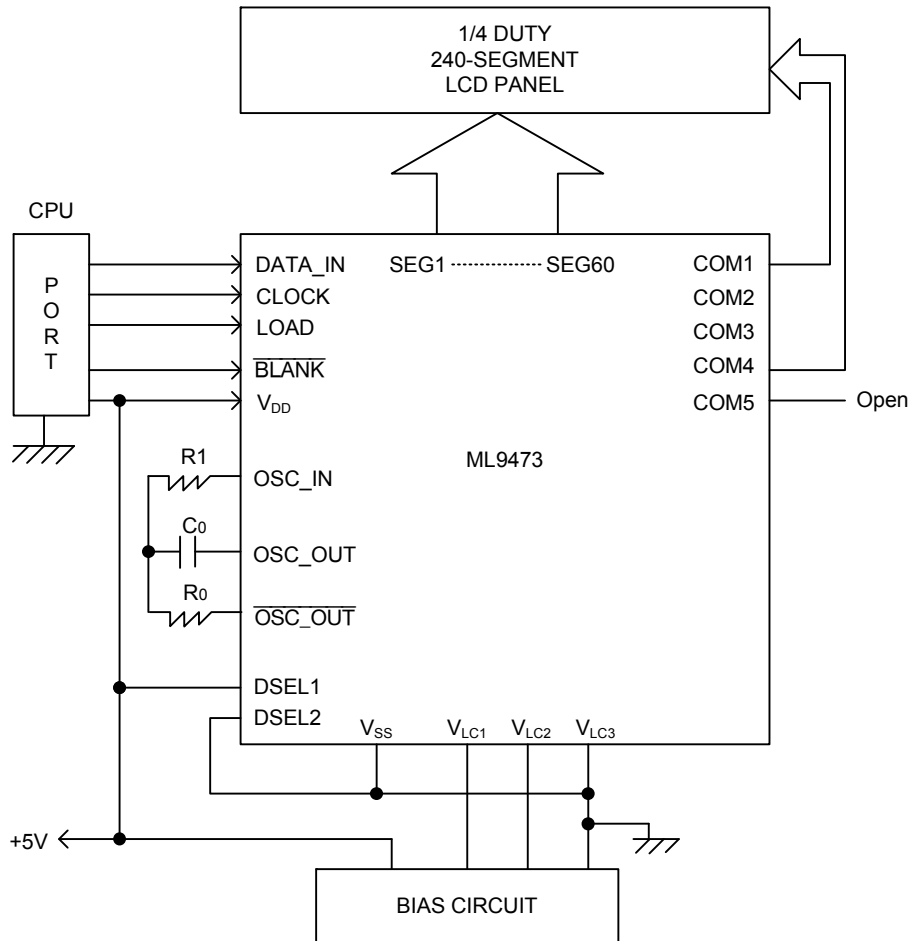 1/4 DUTY
240-SEGMENT
LCD PANEL
CPU
PORT
DATA_IN
CLOCK
LOAD
BLANK
VDD
SEG1 SEG60
COM1
COM2
COM3
COM4
COM5
Open
ML9473
R1
OSC_IN
C0
OSC_OUT
R0
OSC_OUT
DSEL1
DSEL2
VSS VLC1 VLC2 VLC3
+5V
BIAS CIRCUIT